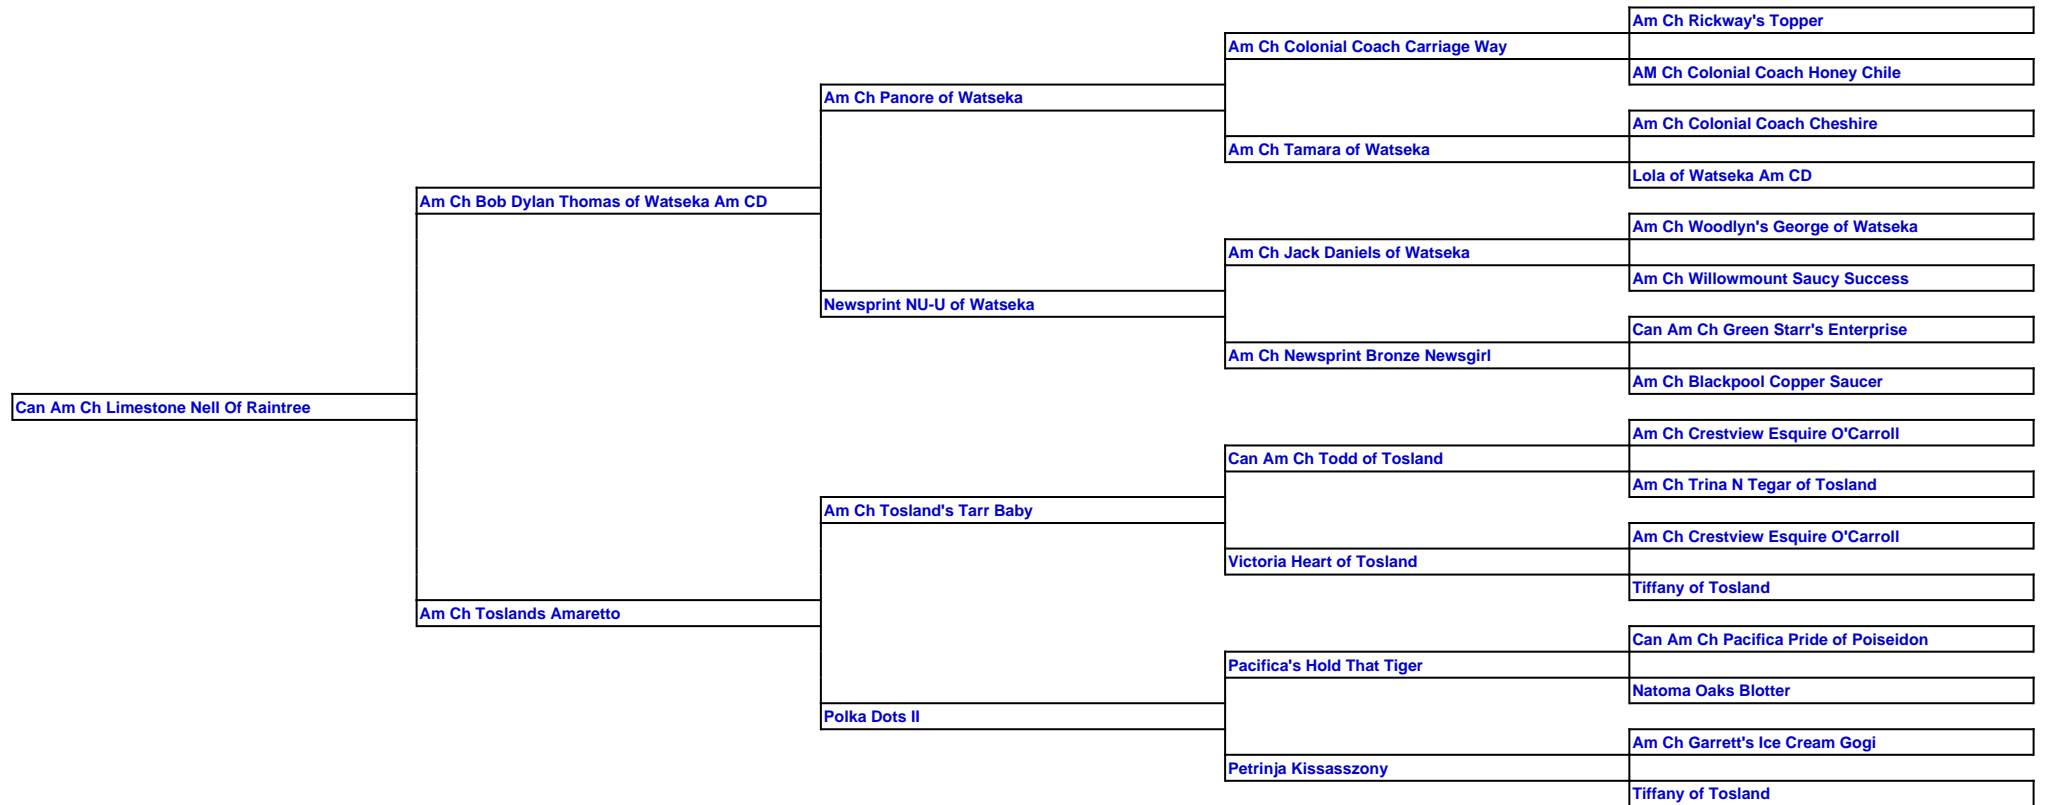 Am Ch Rickway's Topper
Am Ch Colonial Coach Carriage Way
AM Ch Colonial Coach Honey Chile
Am Ch Panore of Watseka
Am Ch Colonial Coach Cheshire
Am Ch Tamara of Watseka
Lola of Watseka Am CD
Am Ch Bob Dylan Thomas of Watseka Am CD
Am Ch Woodlyn's George of Watseka
Am Ch Jack Daniels of Watseka
Am Ch Willowmount Saucy Success
Newsprint NU-U of Watseka
Can Am Ch Green Starr's Enterprise
Am Ch Newsprint Bronze Newsgirl
Am Ch Blackpool Copper Saucer
Can Am Ch Limestone Nell Of Raintree
Am Ch Crestview Esquire O'Carroll
Can Am Ch Todd of Tosland
Am Ch Trina N Tegar of Tosland
Am Ch Tosland's Tarr Baby
Am Ch Crestview Esquire O'Carroll
Victoria Heart of Tosland
Tiffany of Tosland
Am Ch Toslands Amaretto
Can Am Ch Pacifica Pride of Poiseidon
Pacifica's Hold That Tiger
Natoma Oaks Blotter
Polka Dots II
Am Ch Garrett's Ice Cream Gogi
Petrinja Kissasszony
Tiffany of Tosland